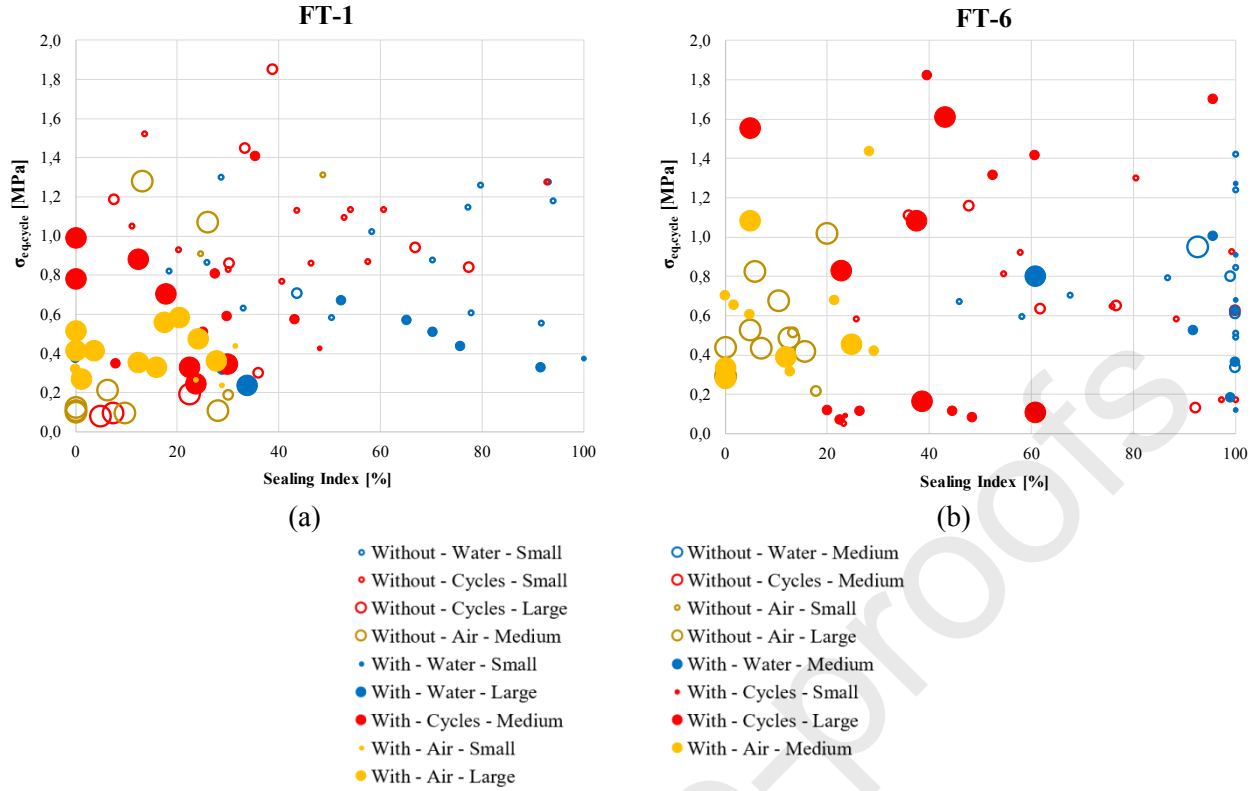 FT-1
2,0
1,8
1,6
1,4
1,2
1,0
0,8
0,6
0,4
0,2
0,0
σeq,cycle [MPa]
0
20
40
60
80
100
Sealing Index [%]
(a)
FT-6
2,0
1,8
1,6
1,4
1,2
1,0
0,8
0,6
0,4
0,2
0,0
σeq,cycle [MPa]
0
20
40
60
80
100
Sealing Index [%]
(b)
Without - Water - Small
Without - Water - Medium
Without - Cycles - Small
Without - Cycles - Medium
Without - Cycles - Large
Without - Air - Small
Without - Air - Medium
Without - Air - Large
With - Water - Small
With - Water - Medium
With - Water - Large
With - Cycles - Small
With - Cycles - Medium
With - Cycles - Large
With - Air - Small
With - Air - Medium
With - Air - Large
-proofs